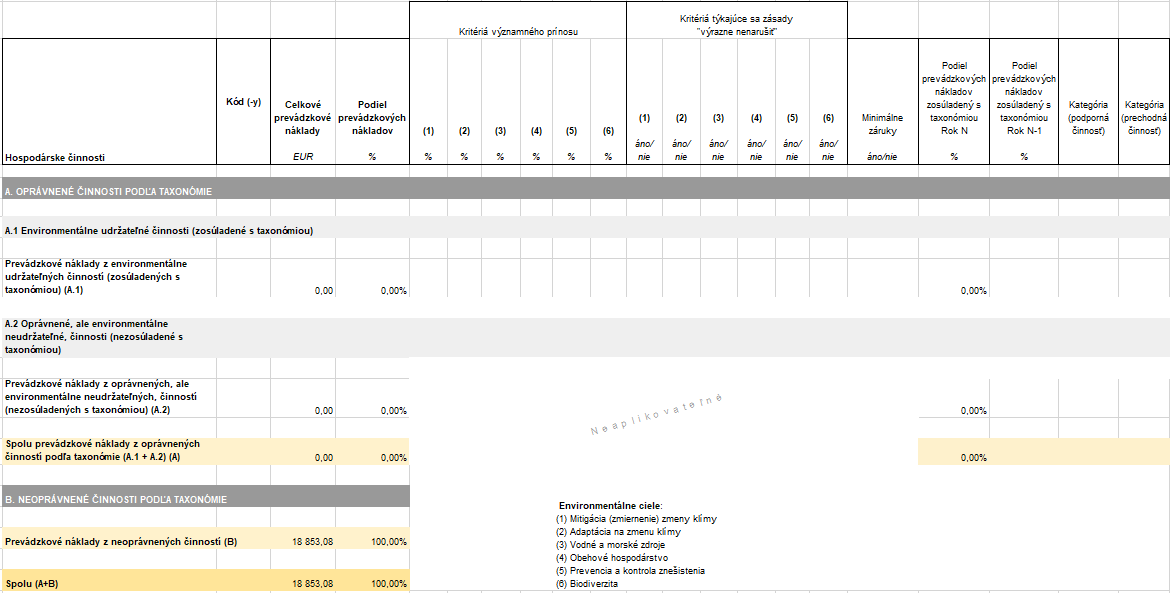 Kritériá významného prínosu
Kritériá týkajúce sa zásady
"výrazne nenarušiť"
Hospodárske činnosti
Kód (-y)
Celkové
prevádzkové
náklady
EUR
Podiel
prevádzkových
nákladov
%
(1)
%
(2)
%
(3)
%
(4)
%
(5)
%
(6)
%
(1)
áno/
nie
(2)
áno/
nie
(3)
áno/
nie
(4)
áno/
nie
(5)
áno/
nie
(6)
áno/
nie
Minimálne
záruky
áno/nie
Podiel
prevádzkových
nákladov
zosúladený s
taxonómiou
Rok N
%
Podiel
prevádzkových
nákladov
zosúladený s
taxonómiou
Rok N-1
%
Kategória
(podporná
činnosť)
Kategória
(prechodná
činnosť)
A. OPRÁVNENÉ ČINNOSTI PODĽA TAXONÓMIE
A.1 Environmentálne udržateľné činnosti (zosúladené s taxonómiou)
Prevádzkové náklady z environmentálne
udržateľných činností (zosúladených s
taxonómiou) (A.1) 0,00 0,00% 0,00%
A.2 Oprávnené, ale environmentálne
neudržateľné, činnosti (nezosúladené s
taxonómiou)
Prevádzkové náklady z oprávnených, ale
environmentálne neudržateľných, činností
(nezosúladených s taxonómiou) (A.2) 0,00 0,00% 0,00%
Neaplikovateľné
Spolu prevádzkové náklady z oprávnených
činností podľa taxonómie (A.1 + A.2) (A) 0,00 0,00% 0,00%
B. NEOPRÁVNENÉ ČINNOSTI PODĽA TAXONÓMIE
Prevádzkové náklady z neoprávnených činností (B) 18 853,08 100,00%
Spolu (A+B) 18 853,08 100,00%
Environmentálne ciele:
(1) Mitigácia (zmiernenie) zmeny klímy
(2) Adaptácia na zmenu klímy
(3) Vodné a morské zdroje
(4) Obehové hospodárstvo
(5) Prevencia a kontrola znešistenia
(6) Biodiverzita